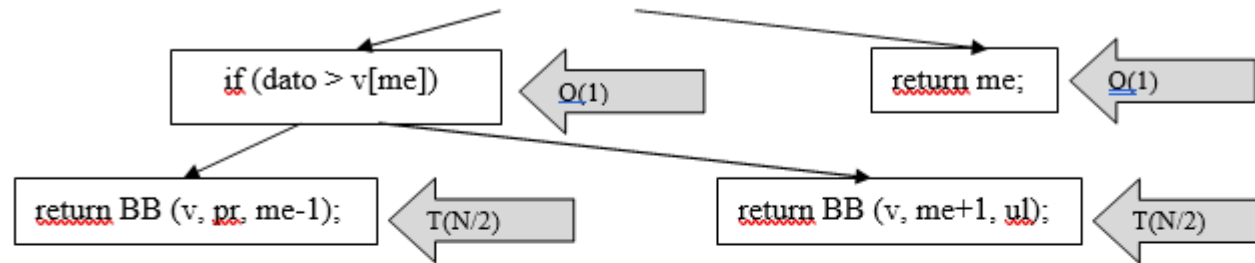 if (dato > v[me])
O(1)
return me;
O(1)
return BB (v, pr, me-1);
T(N/2)
return BB (v, me+1, ul);
T(N/2)